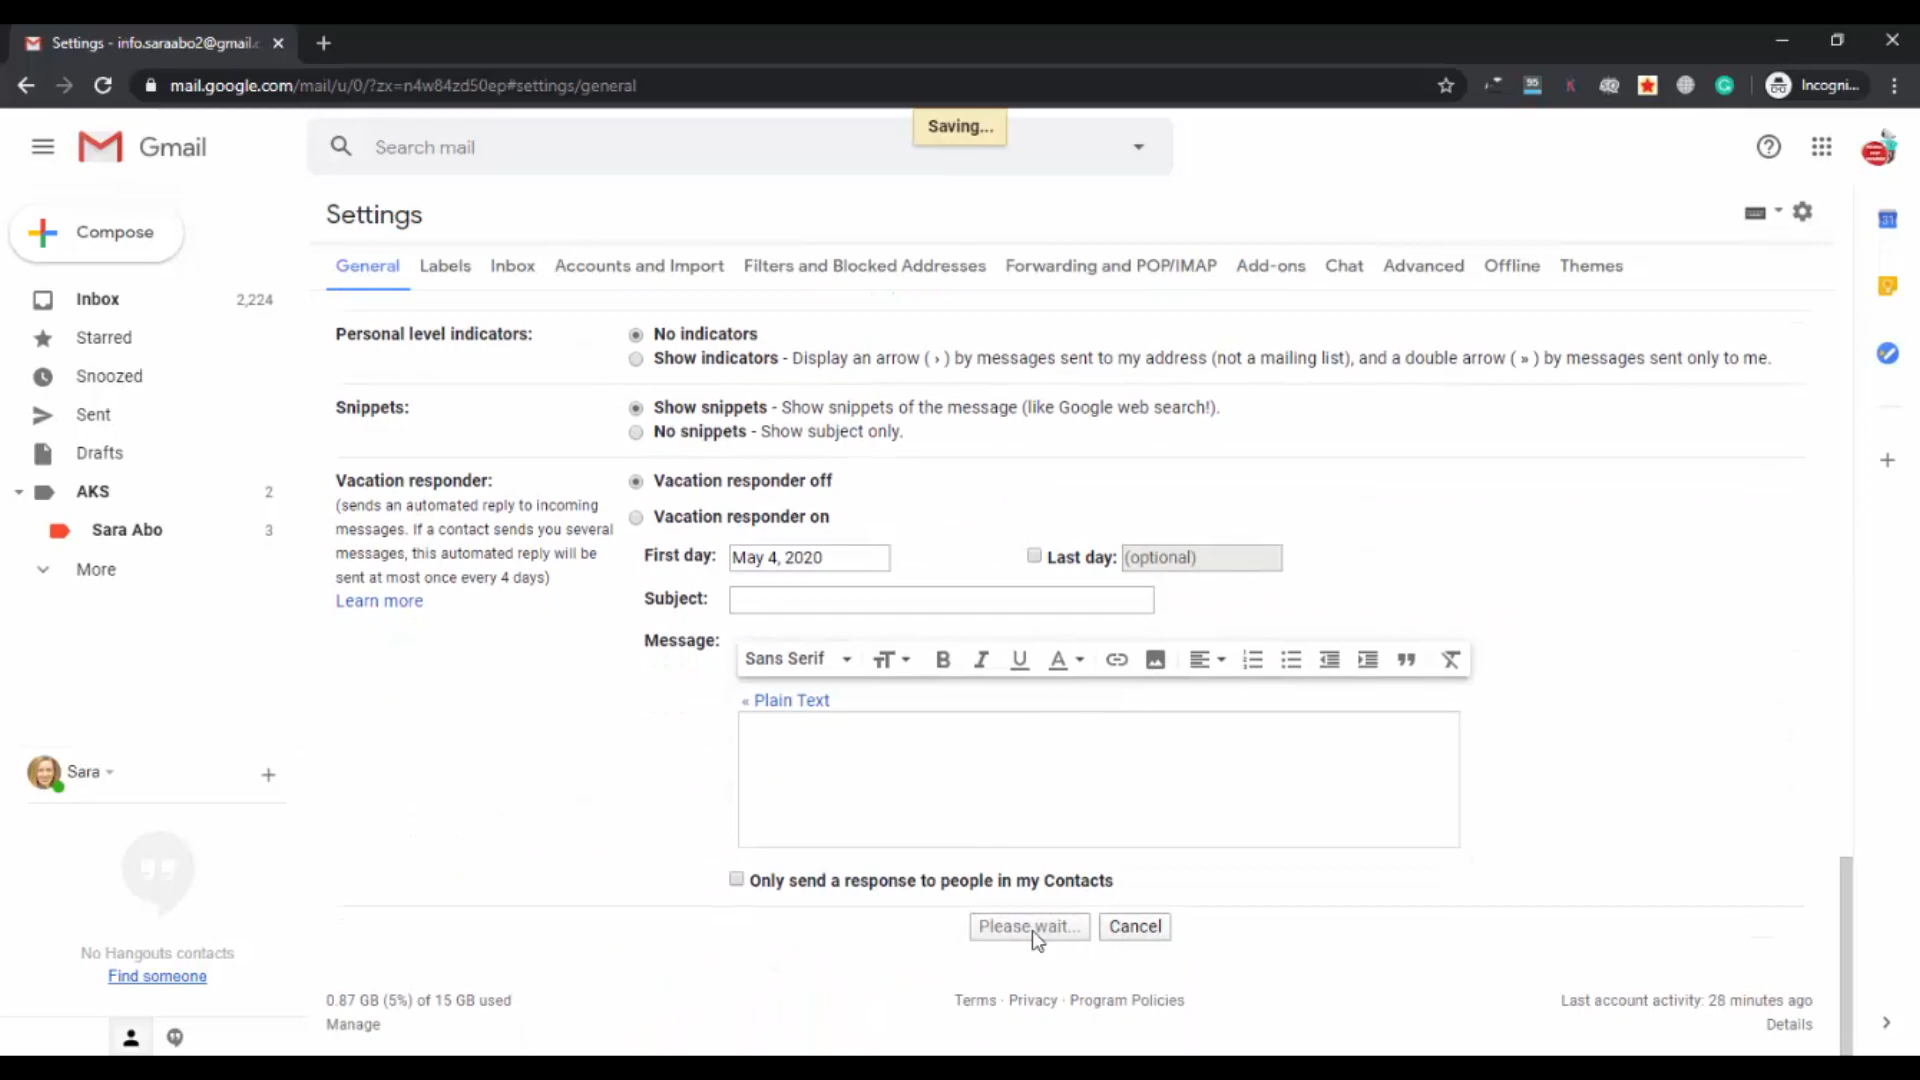 Settings - info.saraabo2@gmail.c
mail.google.com/mail/u/0/?zx=n4w84zd50ep#settings/general
95
Incogni...
Saving...
Gmail
Search mail
Compose
Settings
General Labels Inbox Accounts and Import Filters and Blocked Addresses Forwarding and POP/IMAP Add-ons Chat Advanced Offline Themes
Inbox 2,224
Starred
Snoozed
Sent
Drafts
AKS 2
Sara Abo 3
More
Personal level indicators:
No indicators
Show indicators - Display an arrow ( › ) by messages sent to my address (not a mailing list), and a double arrow ( » ) by messages sent only to me.
Snippets:
Show snippets - Show snippets of the message (like Google web search!).
No snippets - Show subject only.
Vacation responder:
(sends an automated reply to incoming
messages. If a contact sends you several
messages, this automated reply will be
sent at most once every 4 days)
Learn more
Vacation responder off
Vacation responder on
First day: May 4, 2020 Last day: (optional)
Subject:
Message:
Sans Serif
« Plain Text
Only send a response to people in my Contacts
Please wait... Cancel
Sara
No Hangouts contacts
Find someone
0.87 GB (5%) of 15 GB used
Manage
Terms · Privacy · Program Policies
Last account activity: 28 minutes ago
Details
31